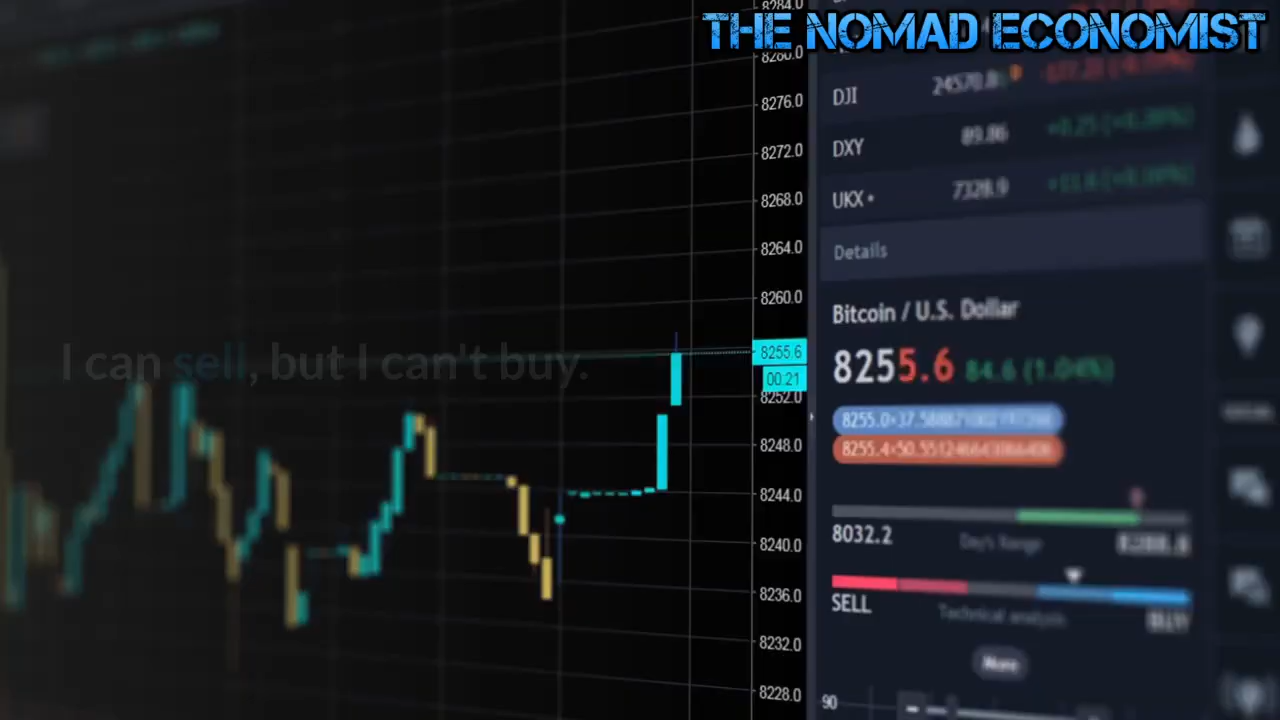 THE NOMAD ECONOMIST
8284.0
8280.0
8276.0
8272.0
8268.0
8264.0
8260.0
8255.6
00:21
8252.0
8248.0
8244.0
8240.0
8236.0
8232.0
8228.0
I can sell, but I can't buy.
DJI 24570.8
DXY 89.86
UKX 7328.9
Details
Bitcoin / U.S. Dollar
8255.6 84.6 (1.04%)
8032.2 Day's Range
SELL Technical analysis BUY
More
90